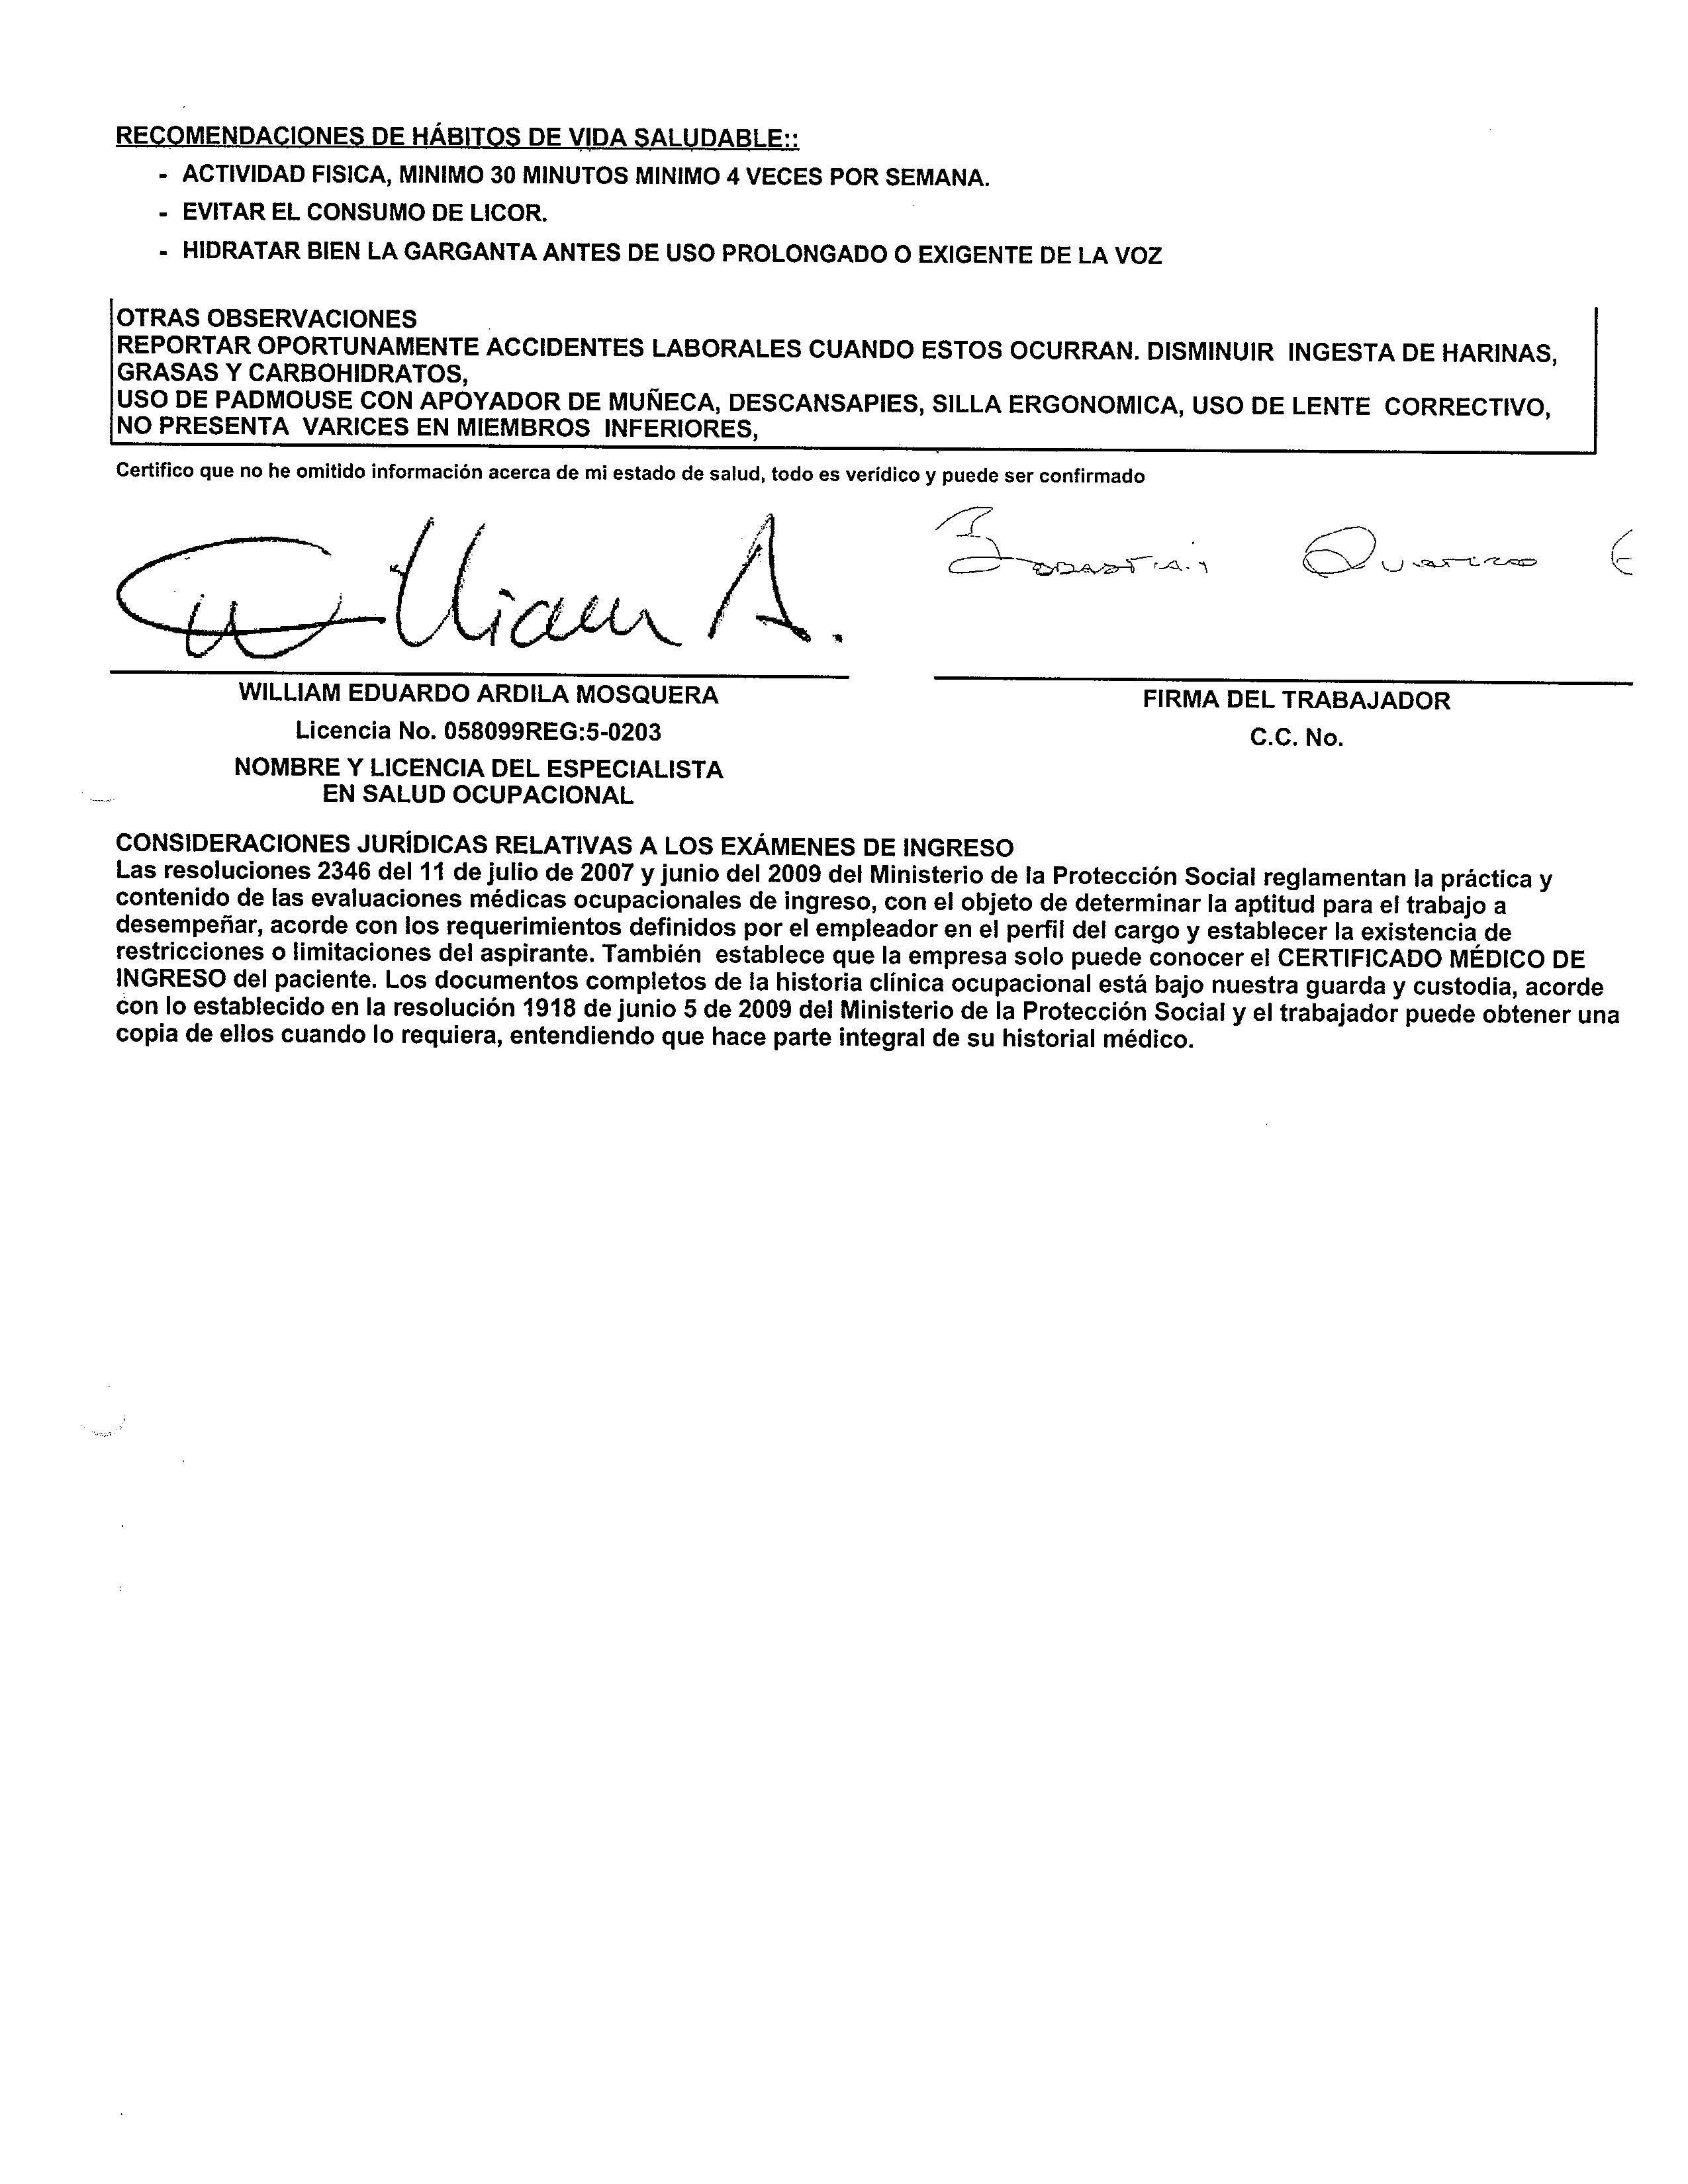 RECOMENDACIONES DE HÁBITOS DE VIDA SALUDABLE::
- ACTIVIDAD FISICA, MINIMO 30 MINUTOS MINIMO 4 VECES POR SEMANA.
- EVITAR EL CONSUMO DE LICOR.
- HIDRATAR BIEN LA GARGANTA ANTES DE USO PROLONGADO O EXIGENTE DE LA VOZ
OTRAS OBSERVACIONES
REPORTAR OPORTUNAMENTE ACCIDENTES LABORALES CUANDO ESTOS OCURRAN. DISMINUIR INGESTA DE HARINAS,
GRASAS Y CARBOHIDRATOS,
USO DE PADMOUSE CON APOYADOR DE MUÑECA, DESCANSAPIES, SILLA ERGONOMICA, USO DE LENTE CORRECTIVO,
NO PRESENTA VARICES EN MIEMBROS INFERIORES,
Certifico que no he omitido información acerca de mi estado de salud, todo es verídico y puede ser confirmado
William A.
WILLIAM EDUARDO ARDILA MOSQUERA
Licencia No. 058099REG:5-0203
NOMBRE Y LICENCIA DEL ESPECIALISTA
EN SALUD OCUPACIONAL
FIRMA DEL TRABAJADOR
C.C. No.
CONSIDERACIONES JURÍDICAS RELATIVAS A LOS EXÁMENES DE INGRESO
Las resoluciones 2346 del 11 de julio de 2007 y junio del 2009 del Ministerio de la Protección Social reglamentan la práctica y
contenido de las evaluaciones médicas ocupacionales de ingreso, con el objeto de determinar la aptitud para el trabajo a
desempeñar, acorde con los requerimientos definidos por el empleador en el perfil del cargo y establecer la existencia de
restricciones o limitaciones del aspirante. También establece que la empresa solo puede conocer el CERTIFICADO MÉDICO DE
INGRESO del paciente. Los documentos completos de la historia clínica ocupacional está bajo nuestra guarda y custodia, acorde
con lo establecido en la resolución 1918 de junio 5 de 2009 del Ministerio de la Protección Social y el trabajador puede obtener una
copia de ellos cuando lo requiera, entendiendo que hace parte integral de su historial médico.